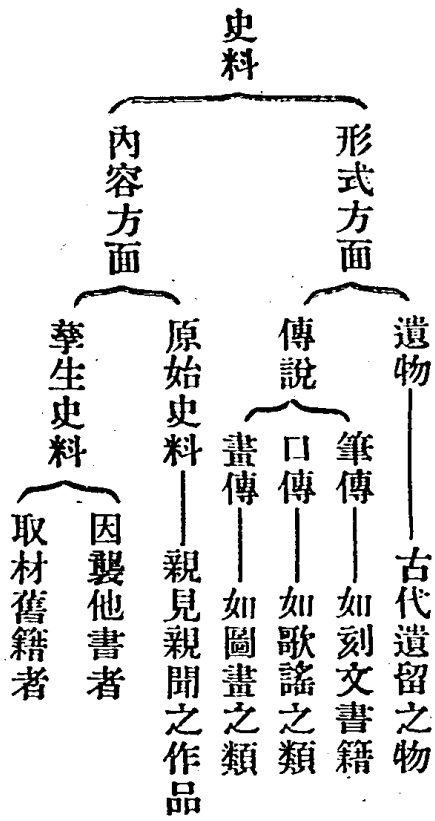 史料
形式方面
遺物
古代遺留之物
傳說
筆傳
如刻文書籍
口傳
如歌謠之類
畫傳
如圖畫之類
內容方面
原始史料
親見親聞之作品
孳生史料
因襲他書者
取材舊籍者